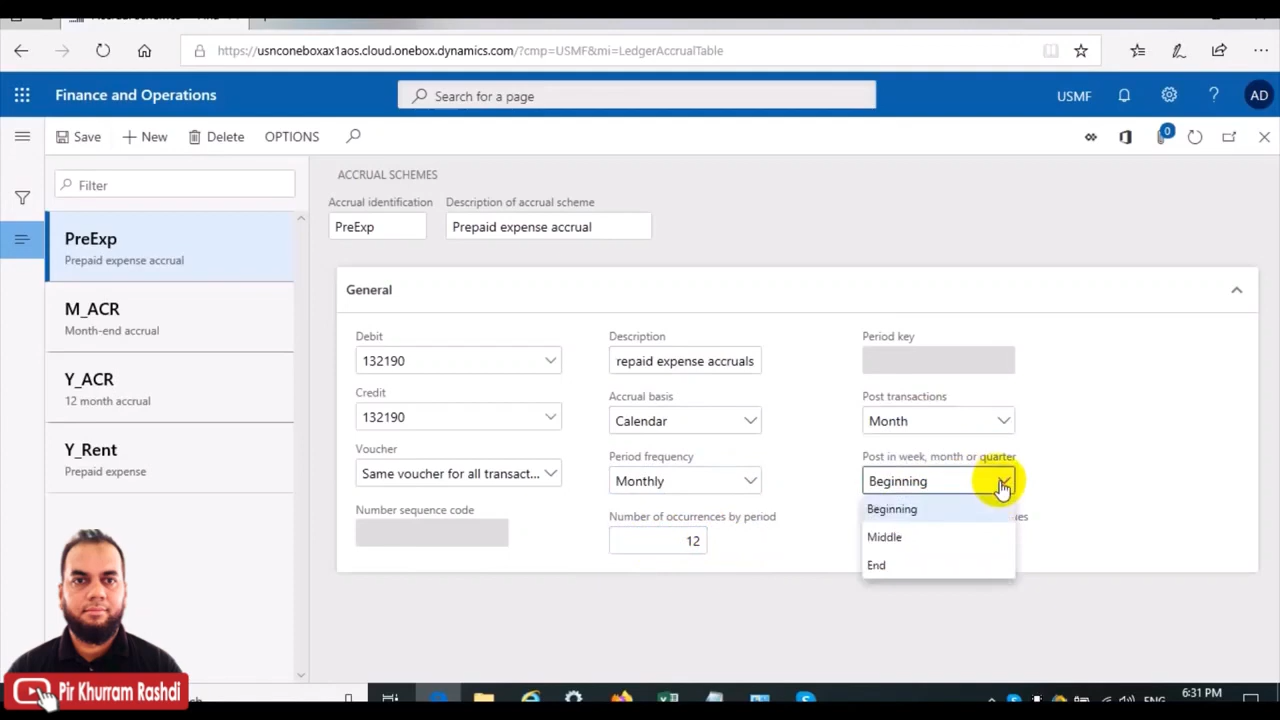 https://usnconeboxax1aos.cloud.onebox.dynamics.com/?cmp=USMF&mi=LedgerAccrualTable
Finance and Operations
Search for a page
USMF
?
AD
Save
New
Delete
OPTIONS
0
Filter
PreExp
Prepaid expense accrual
M_ACR
Month-end accrual
Y_ACR
12 month accrual
Y_Rent
Prepaid expense
ACCRUAL SCHEMES
Accrual identification
Description of accrual scheme
PreExp
Prepaid expense accrual
General
Debit
132190
Credit
132190
Voucher
Same voucher for all transact...
Number sequence code
Description
repaid expense accruals
Accrual basis
Calendar
Period frequency
Monthly
Number of occurrences by period
12
Period key
Post transactions
Month
Post in week, month or quarter
Beginning
Beginning
Middle
End
Pir Khurram Rashdi
ENG
6:31 PM